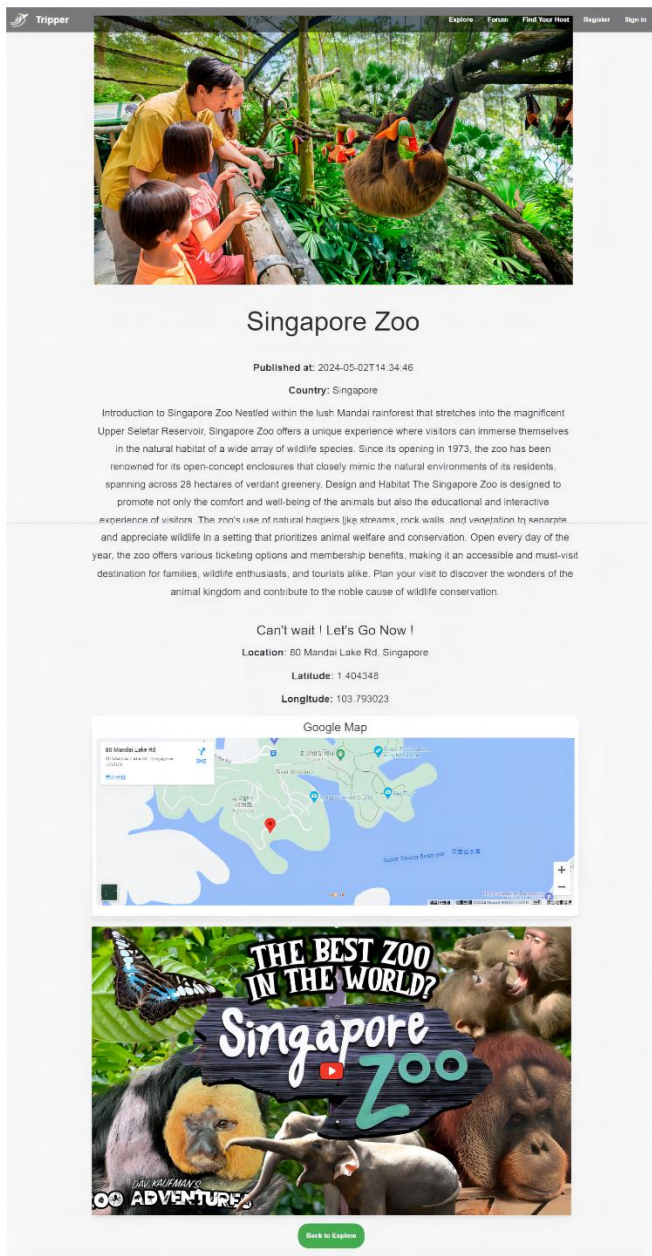 Tripper
Explore Forum Find Your Host Register Sign in
Singapore Zoo
Published at: 2024-05-02T14:34:46
Country: Singapore
Introduction to Singapore Zoo Nestled within the lush Mandai rainforest that stretches into the magnificent
Upper Seletar Reservoir, Singapore Zoo offers a unique experience where visitors can immerse themselves
in the natural habitat of a wide array of wildlife species. Since its opening in 1973, the zoo has been
renowned for its open-concept enclosures that closely mimic the natural environments of its residents,
spanning across 28 hectares of verdant greenery. Design and Habitat The Singapore Zoo is designed to
promote not only the comfort and well-being of the animals but also the educational and interactive
experience of visitors. The zoo's use of natural barriers like streams, rock walls, and vegetation to separate
and appreciate wildlife in a setting that prioritizes animal welfare and conservation. Open every day of the
year, the zoo offers various ticketing options and membership benefits, making it an accessible and must-visit
destination for families, wildlife enthusiasts, and tourists alike. Plan your visit to discover the wonders of the
animal kingdom and contribute to the noble cause of wildlife conservation.
Can't wait ! Let's Go Now !
Location: 80 Mandai Lake Rd, Singapore
Latitude: 1.404348
Longitude: 103.793023
Google Map
80 Mandai Lake Rd
+
−
THE BEST ZOO
IN THE WORLD?
Singapore
Zoo
DAV KAUFMAN'S
ZOO ADVENTURES
Back to Explore